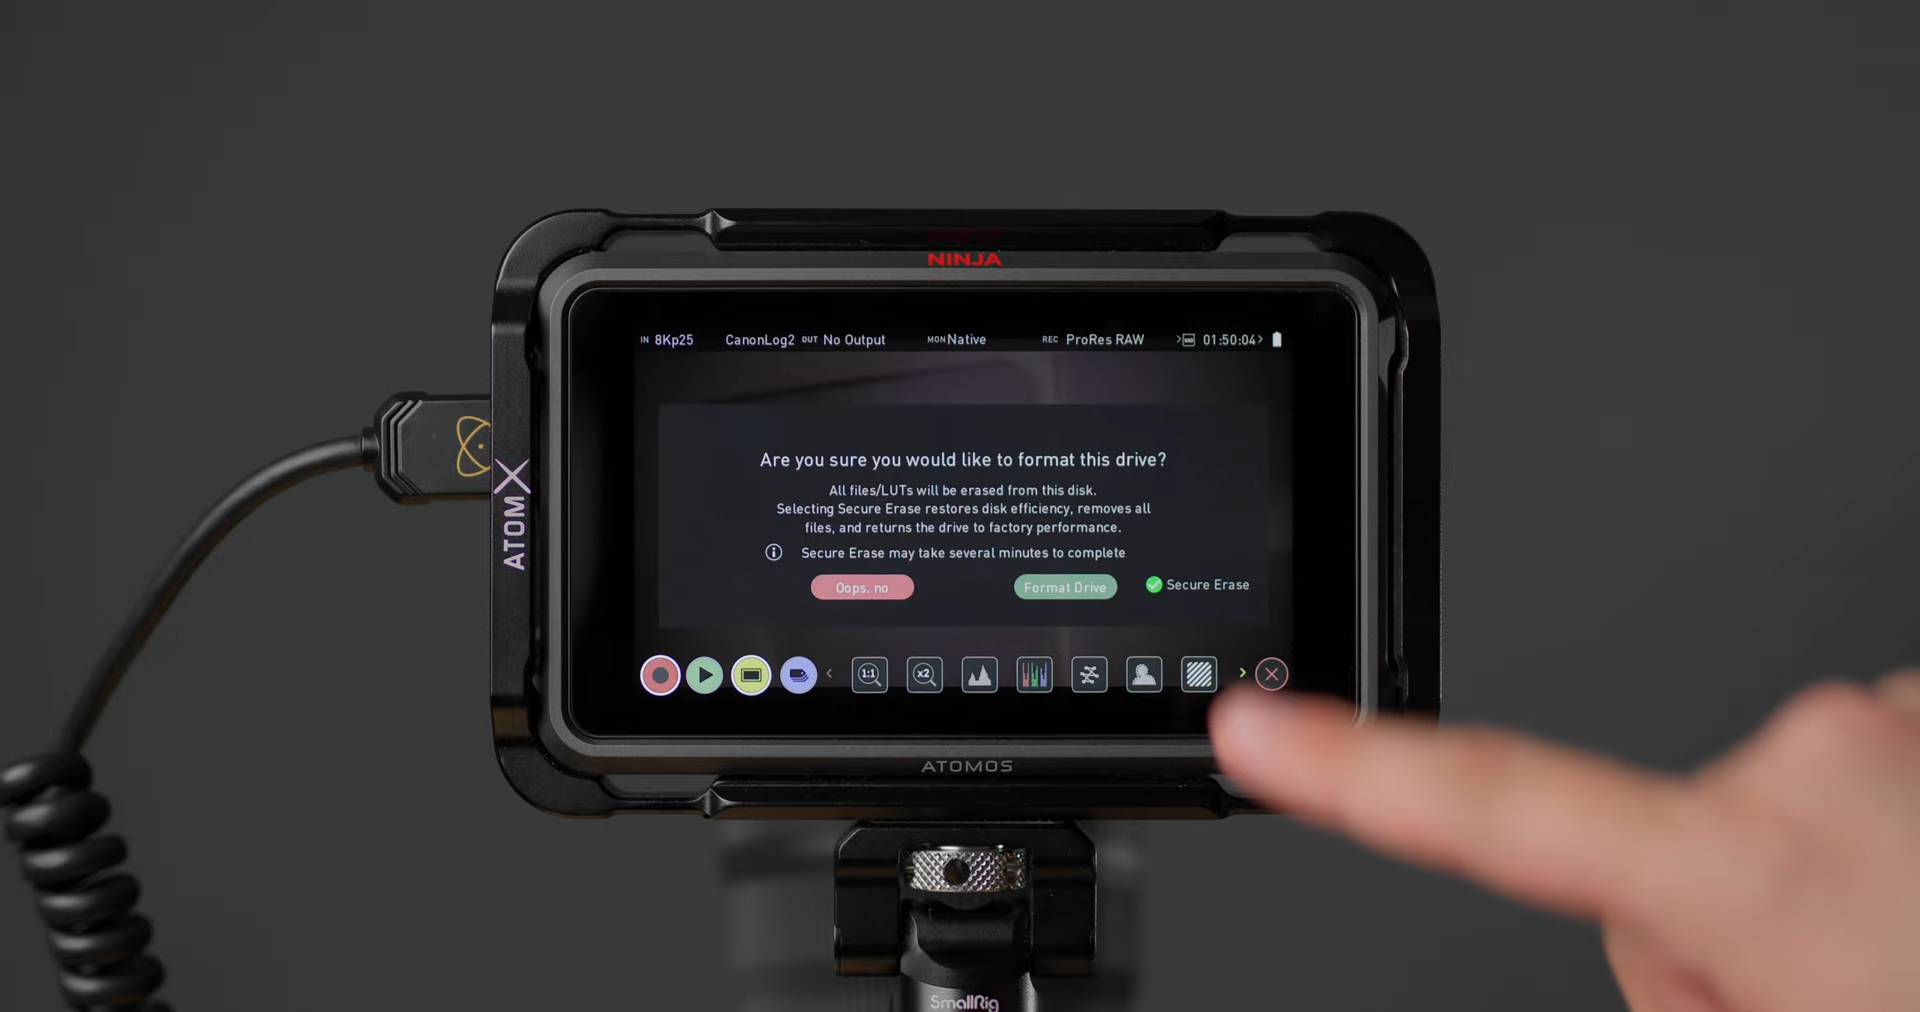 NINJA
IN 8Kp25 CanonLog2 OUT No Output MON Native REC ProRes RAW 01:50:04
Are you sure you would like to format this drive?
All files/LUTs will be erased from this disk.
Selecting Secure Erase restores disk efficiency, removes all
files, and returns the drive to factory performance.
Secure Erase may take several minutes to complete
Oops, no Format Drive Secure Erase
1:1 x2
ATOMOS
ATOMX
SmallRig